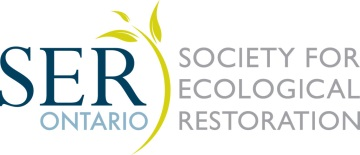 SER
ONTARIO
SOCIETY FOR
ECOLOGICAL
RESTORATION